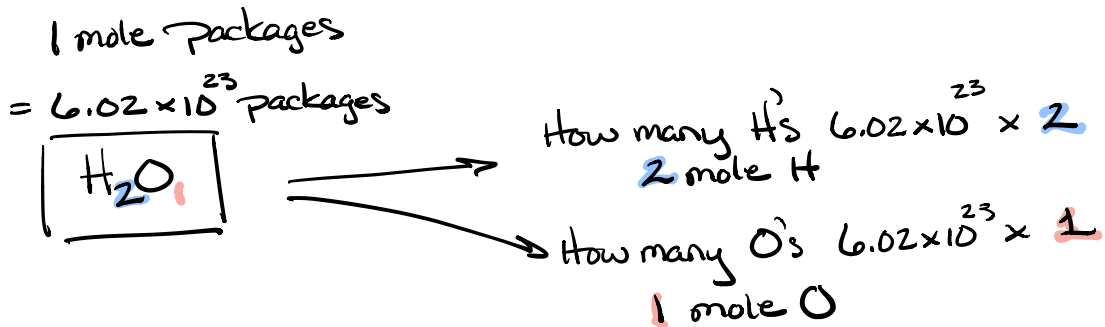 1 mole packages
= 6.02×10²³ packages
H₂O₁
How many H's 6.02×10²³ × 2
2 mole H
How many O's 6.02×10²³ × 1
1 mole O